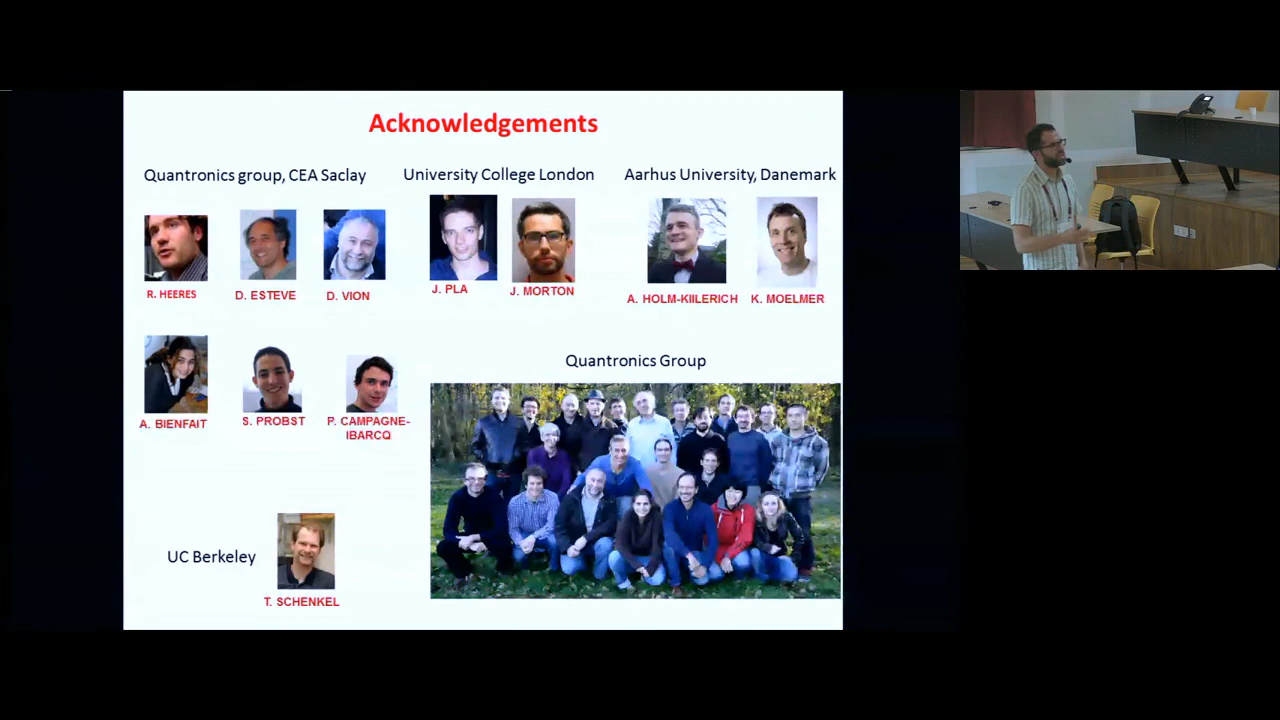 Acknowledgements
Quantronics group, CEA Saclay
University College London
Aarhus University, Danemark
R. HEERES
D. ESTEVE
D. VION
J. PLA
J. MORTON
A. HOLM-KIILERICH
K. MOELMER
A. BIENFAIT
S. PROBST
P. CAMPAGNE-
IBARCQ
Quantronics Group
UC Berkeley
T. SCHENKEL